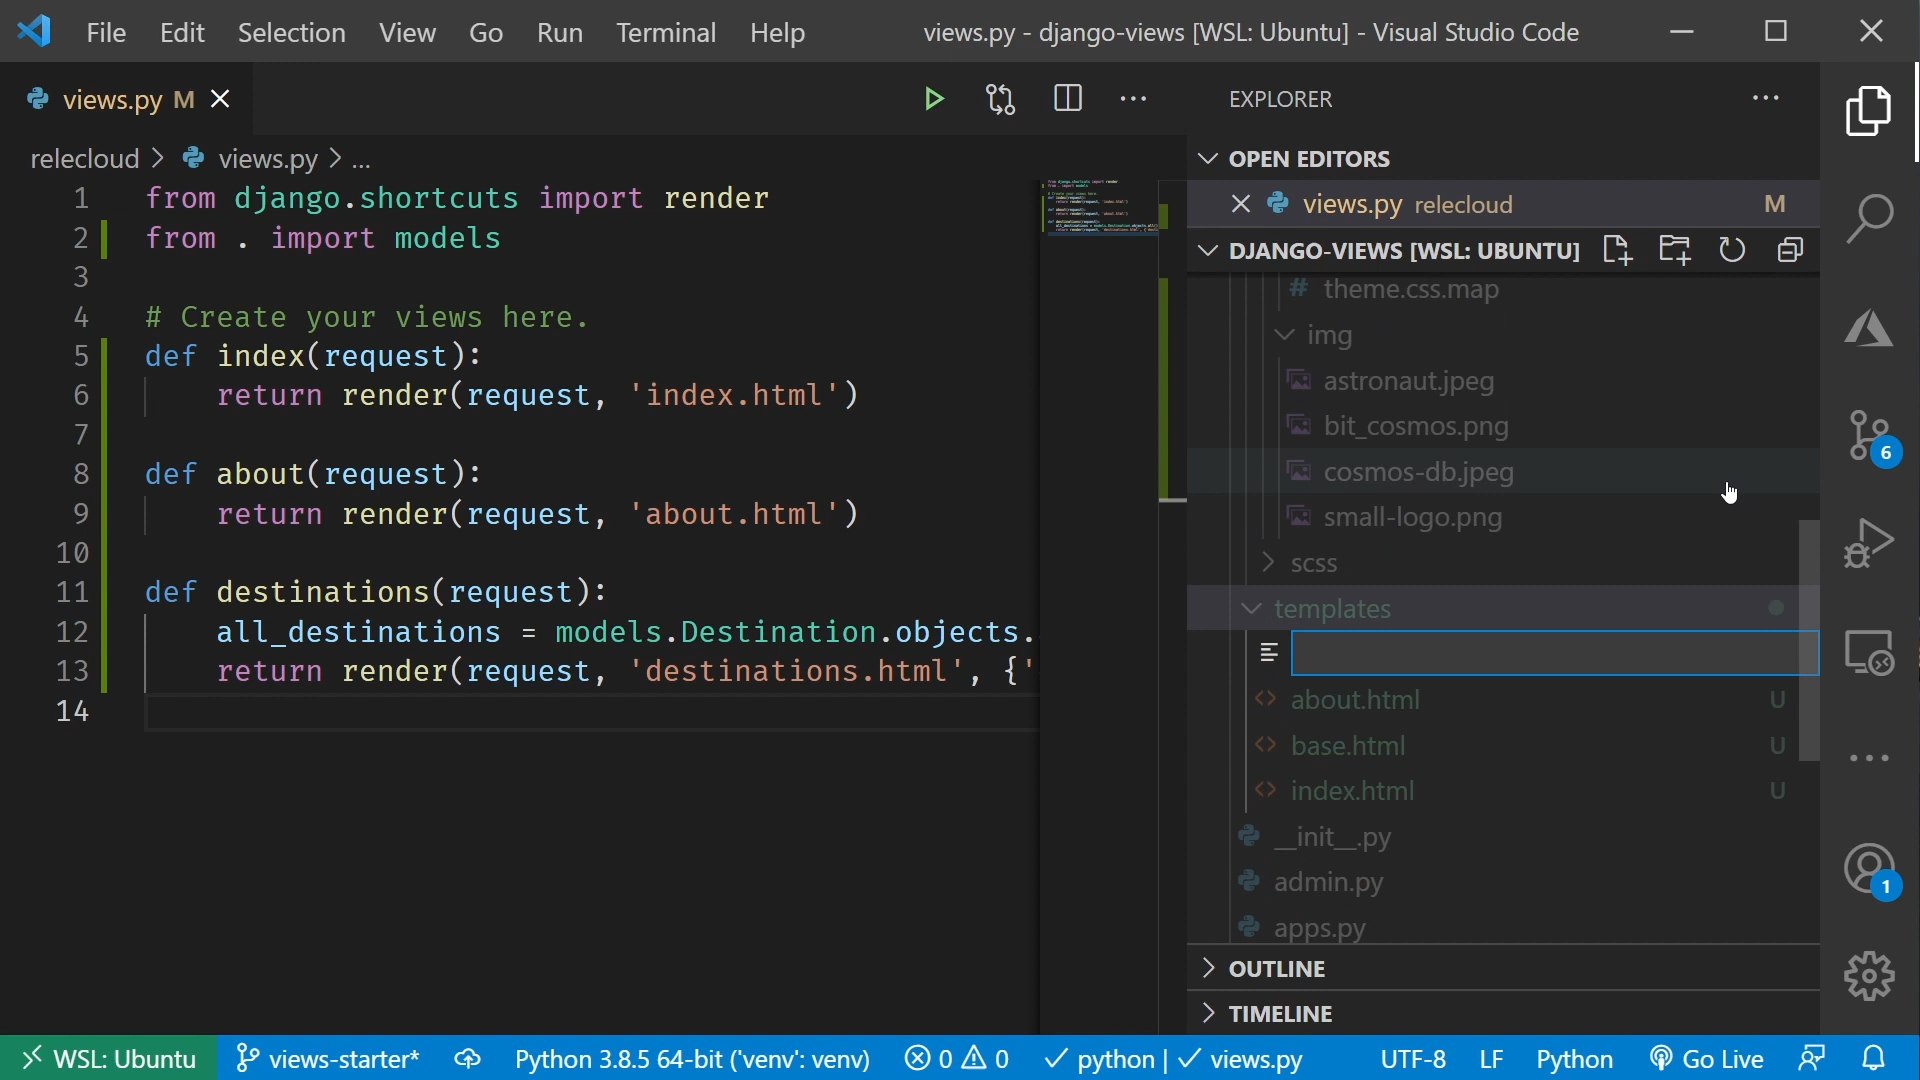 File Edit Selection View Go Run Terminal Help views.py - django-views [WSL: Ubuntu] - Visual Studio Code
views.py M
relecloud > views.py > ...
1 from django.shortcuts import render
2 from . import models
3
4 # Create your views here.
5 def index(request):
6 return render(request, 'index.html')
7
8 def about(request):
9 return render(request, 'about.html')
10
11 def destinations(request):
12 all_destinations = models.Destination.objects.
13 return render(request, 'destinations.html', {'
14
EXPLORER
OPEN EDITORS
views.py relecloud M
DJANGO-VIEWS [WSL: UBUNTU]
# theme.css.map
img
astronaut.jpeg
bit_cosmos.png
cosmos-db.jpeg
small-logo.png
scss
templates
about.html U
base.html U
index.html U
__init__.py
admin.py
apps.py
OUTLINE
TIMELINE
6
1
WSL: Ubuntu views-starter* Python 3.8.5 64-bit ('venv': venv) 0 0 python | views.py UTF-8 LF Python Go Live